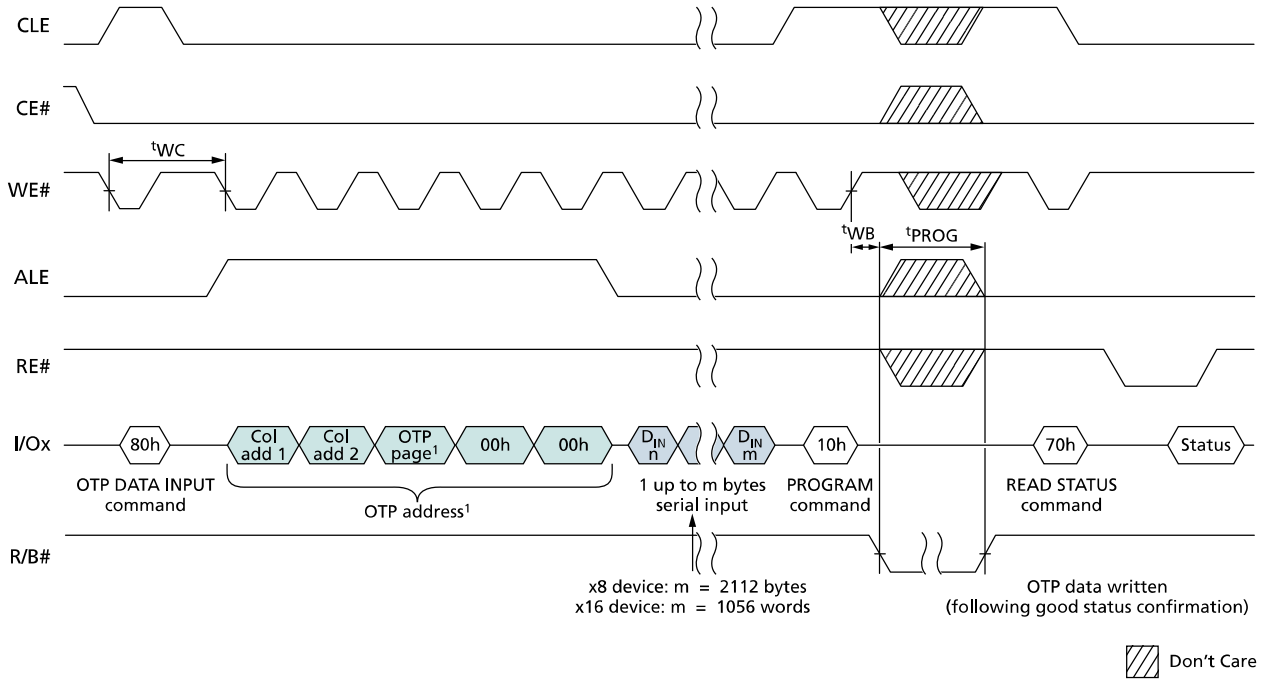 CLE
CE#
tWC
WE#
tWB
tPROG
ALE
RE#
I/Ox
80h
Col
add 1
Col
add 2
OTP
page1
00h
00h
DIN
n
DIN
m
10h
70h
Status
OTP DATA INPUT
command
OTP address1
1 up to m bytes
serial input
PROGRAM
command
READ STATUS
command
R/B#
x8 device: m = 2112 bytes
x16 device: m = 1056 words
OTP data written
(following good status confirmation)
Don't Care